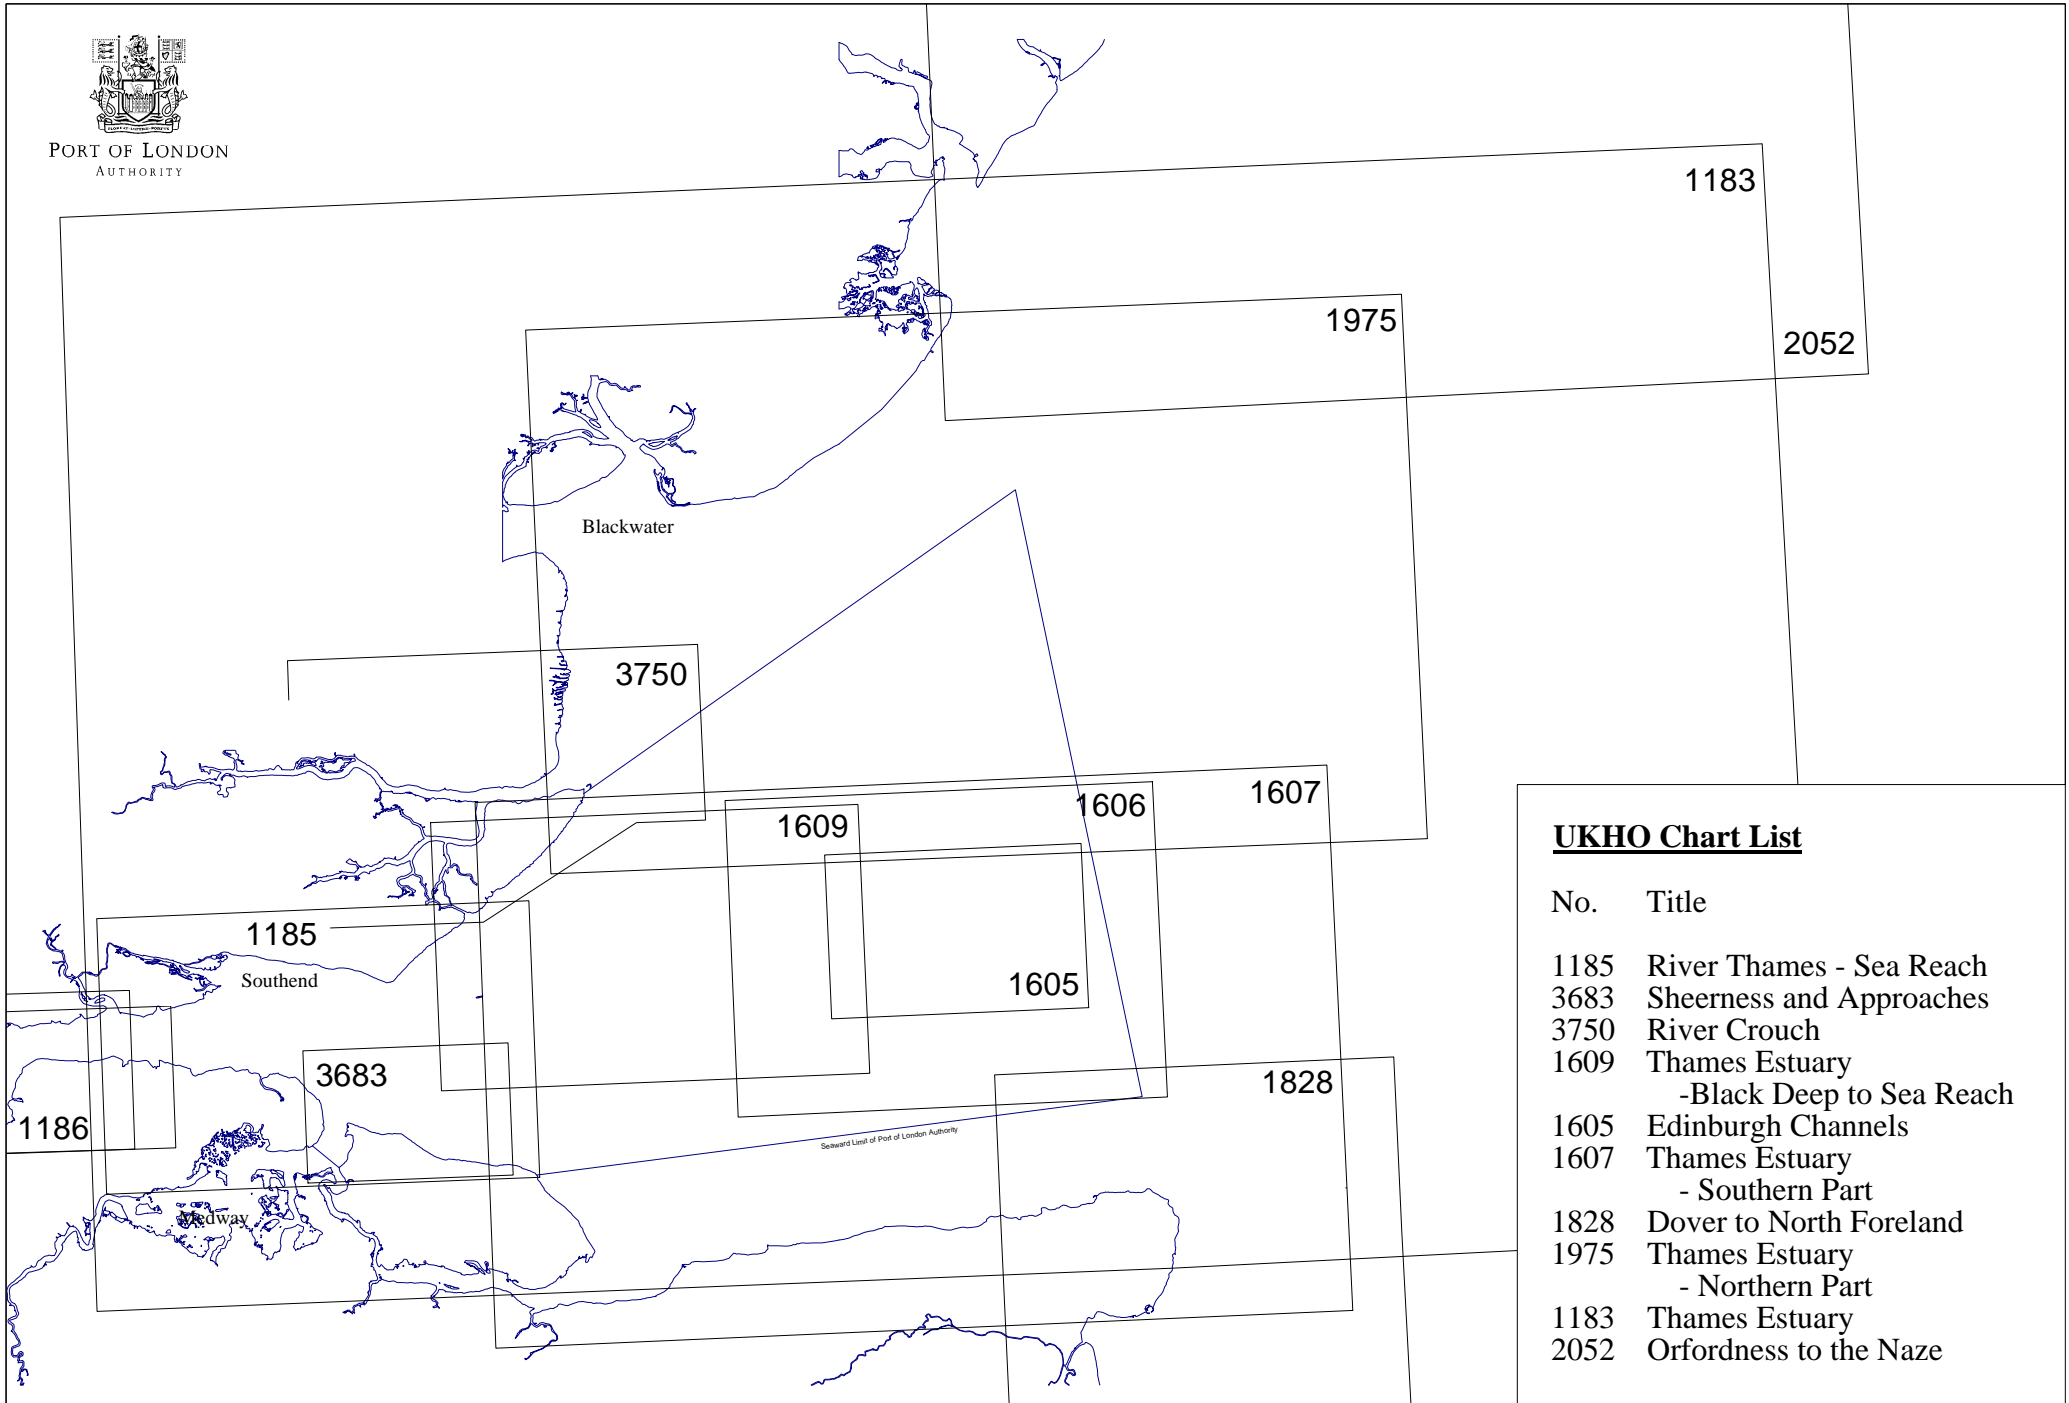 PORT OF LONDON
AUTHORITY
1183
1975
2052
Blackwater
3750
1607
1606
1609
1185
Southend
1605
3683
1828
1186
Seaward Limit of Port of London Authority
Medway
UKHO Chart List
No. Title
1185 River Thames - Sea Reach
3683 Sheerness and Approaches
3750 River Crouch
1609 Thames Estuary
-Black Deep to Sea Reach
1605 Edinburgh Channels
1607 Thames Estuary
- Southern Part
1828 Dover to North Foreland
1975 Thames Estuary
- Northern Part
1183 Thames Estuary
2052 Orfordness to the Naze